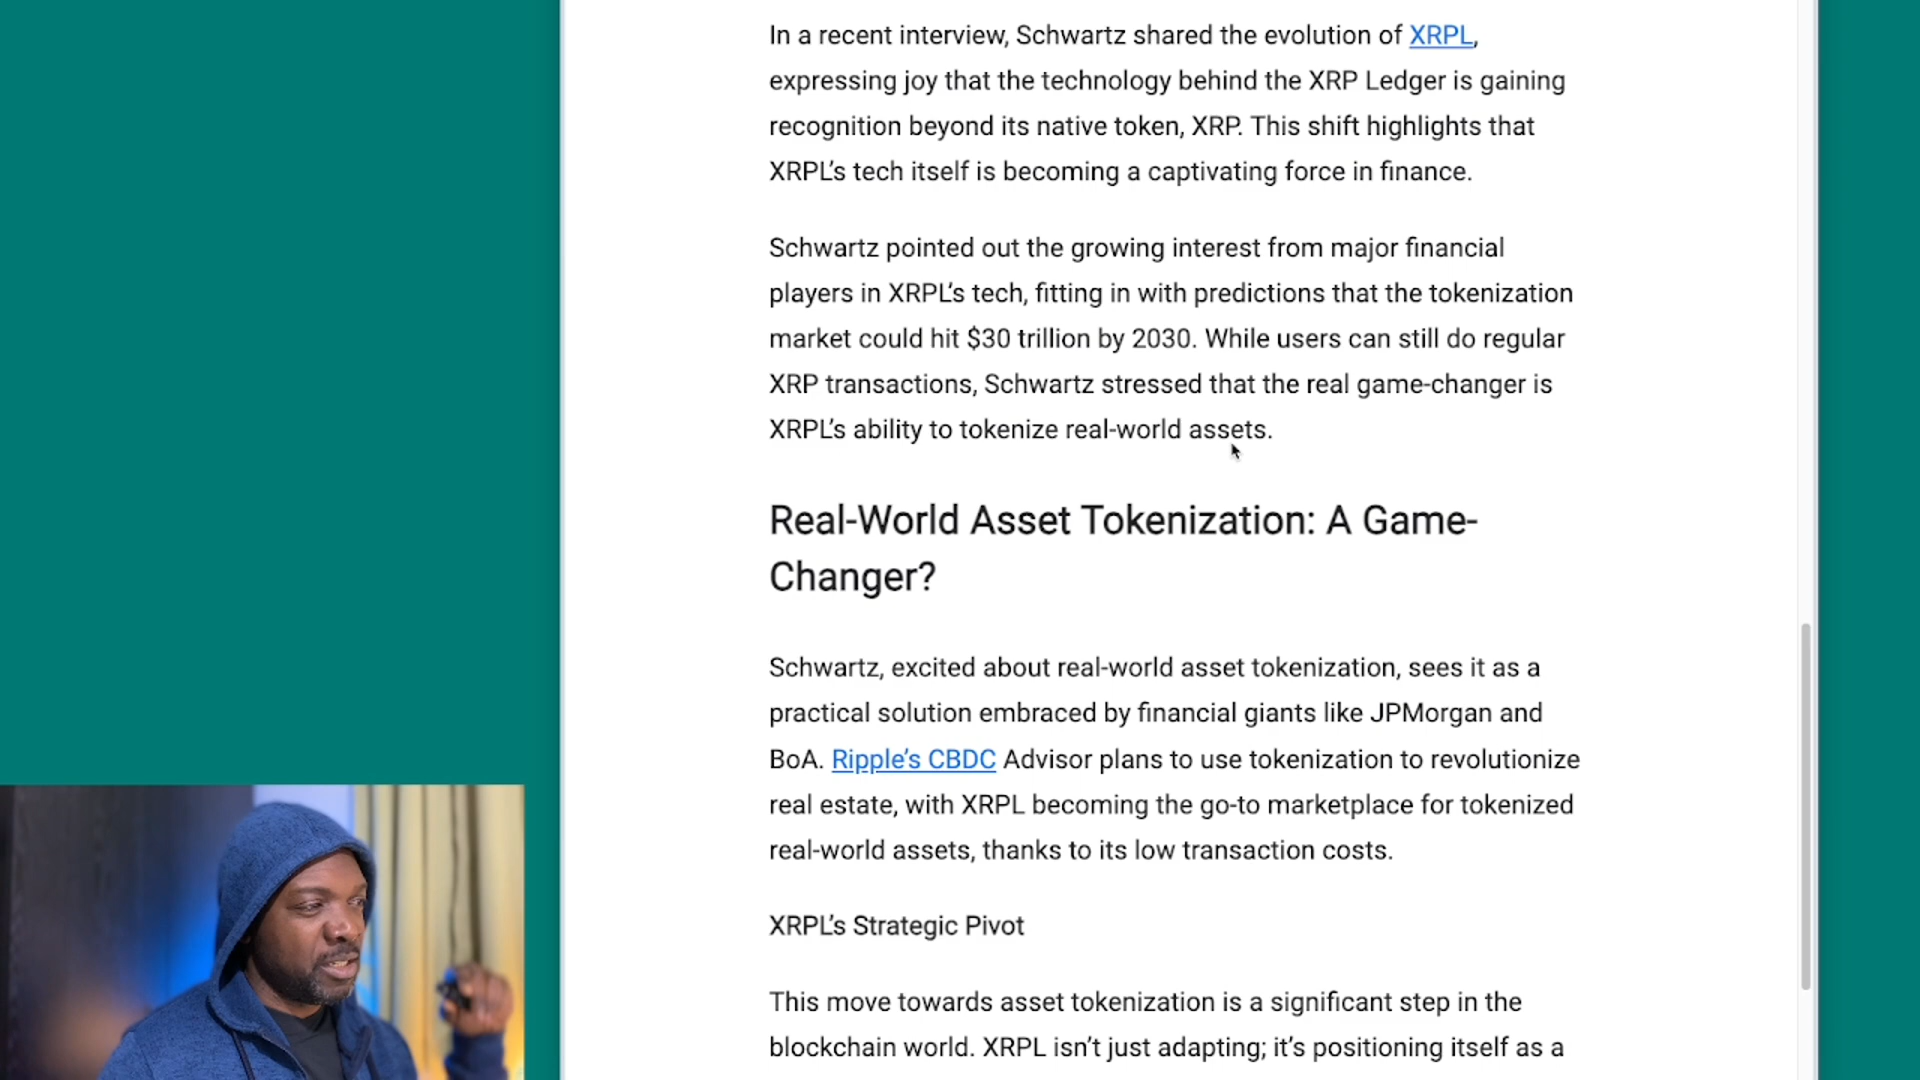 In a recent interview, Schwartz shared the evolution of XRPL,
expressing joy that the technology behind the XRP Ledger is gaining
recognition beyond its native token, XRP. This shift highlights that
XRPL’s tech itself is becoming a captivating force in finance.
Schwartz pointed out the growing interest from major financial
players in XRPL’s tech, fitting in with predictions that the tokenization
market could hit $30 trillion by 2030. While users can still do regular
XRP transactions, Schwartz stressed that the real game-changer is
XRPL’s ability to tokenize real-world assets.
Real-World Asset Tokenization: A Game-
Changer?
Schwartz, excited about real-world asset tokenization, sees it as a
practical solution embraced by financial giants like JPMorgan and
BoA. Ripple’s CBDC Advisor plans to use tokenization to revolutionize
real estate, with XRPL becoming the go-to marketplace for tokenized
real-world assets, thanks to its low transaction costs.
XRPL’s Strategic Pivot
This move towards asset tokenization is a significant step in the
blockchain world. XRPL isn’t just adapting; it’s positioning itself as a